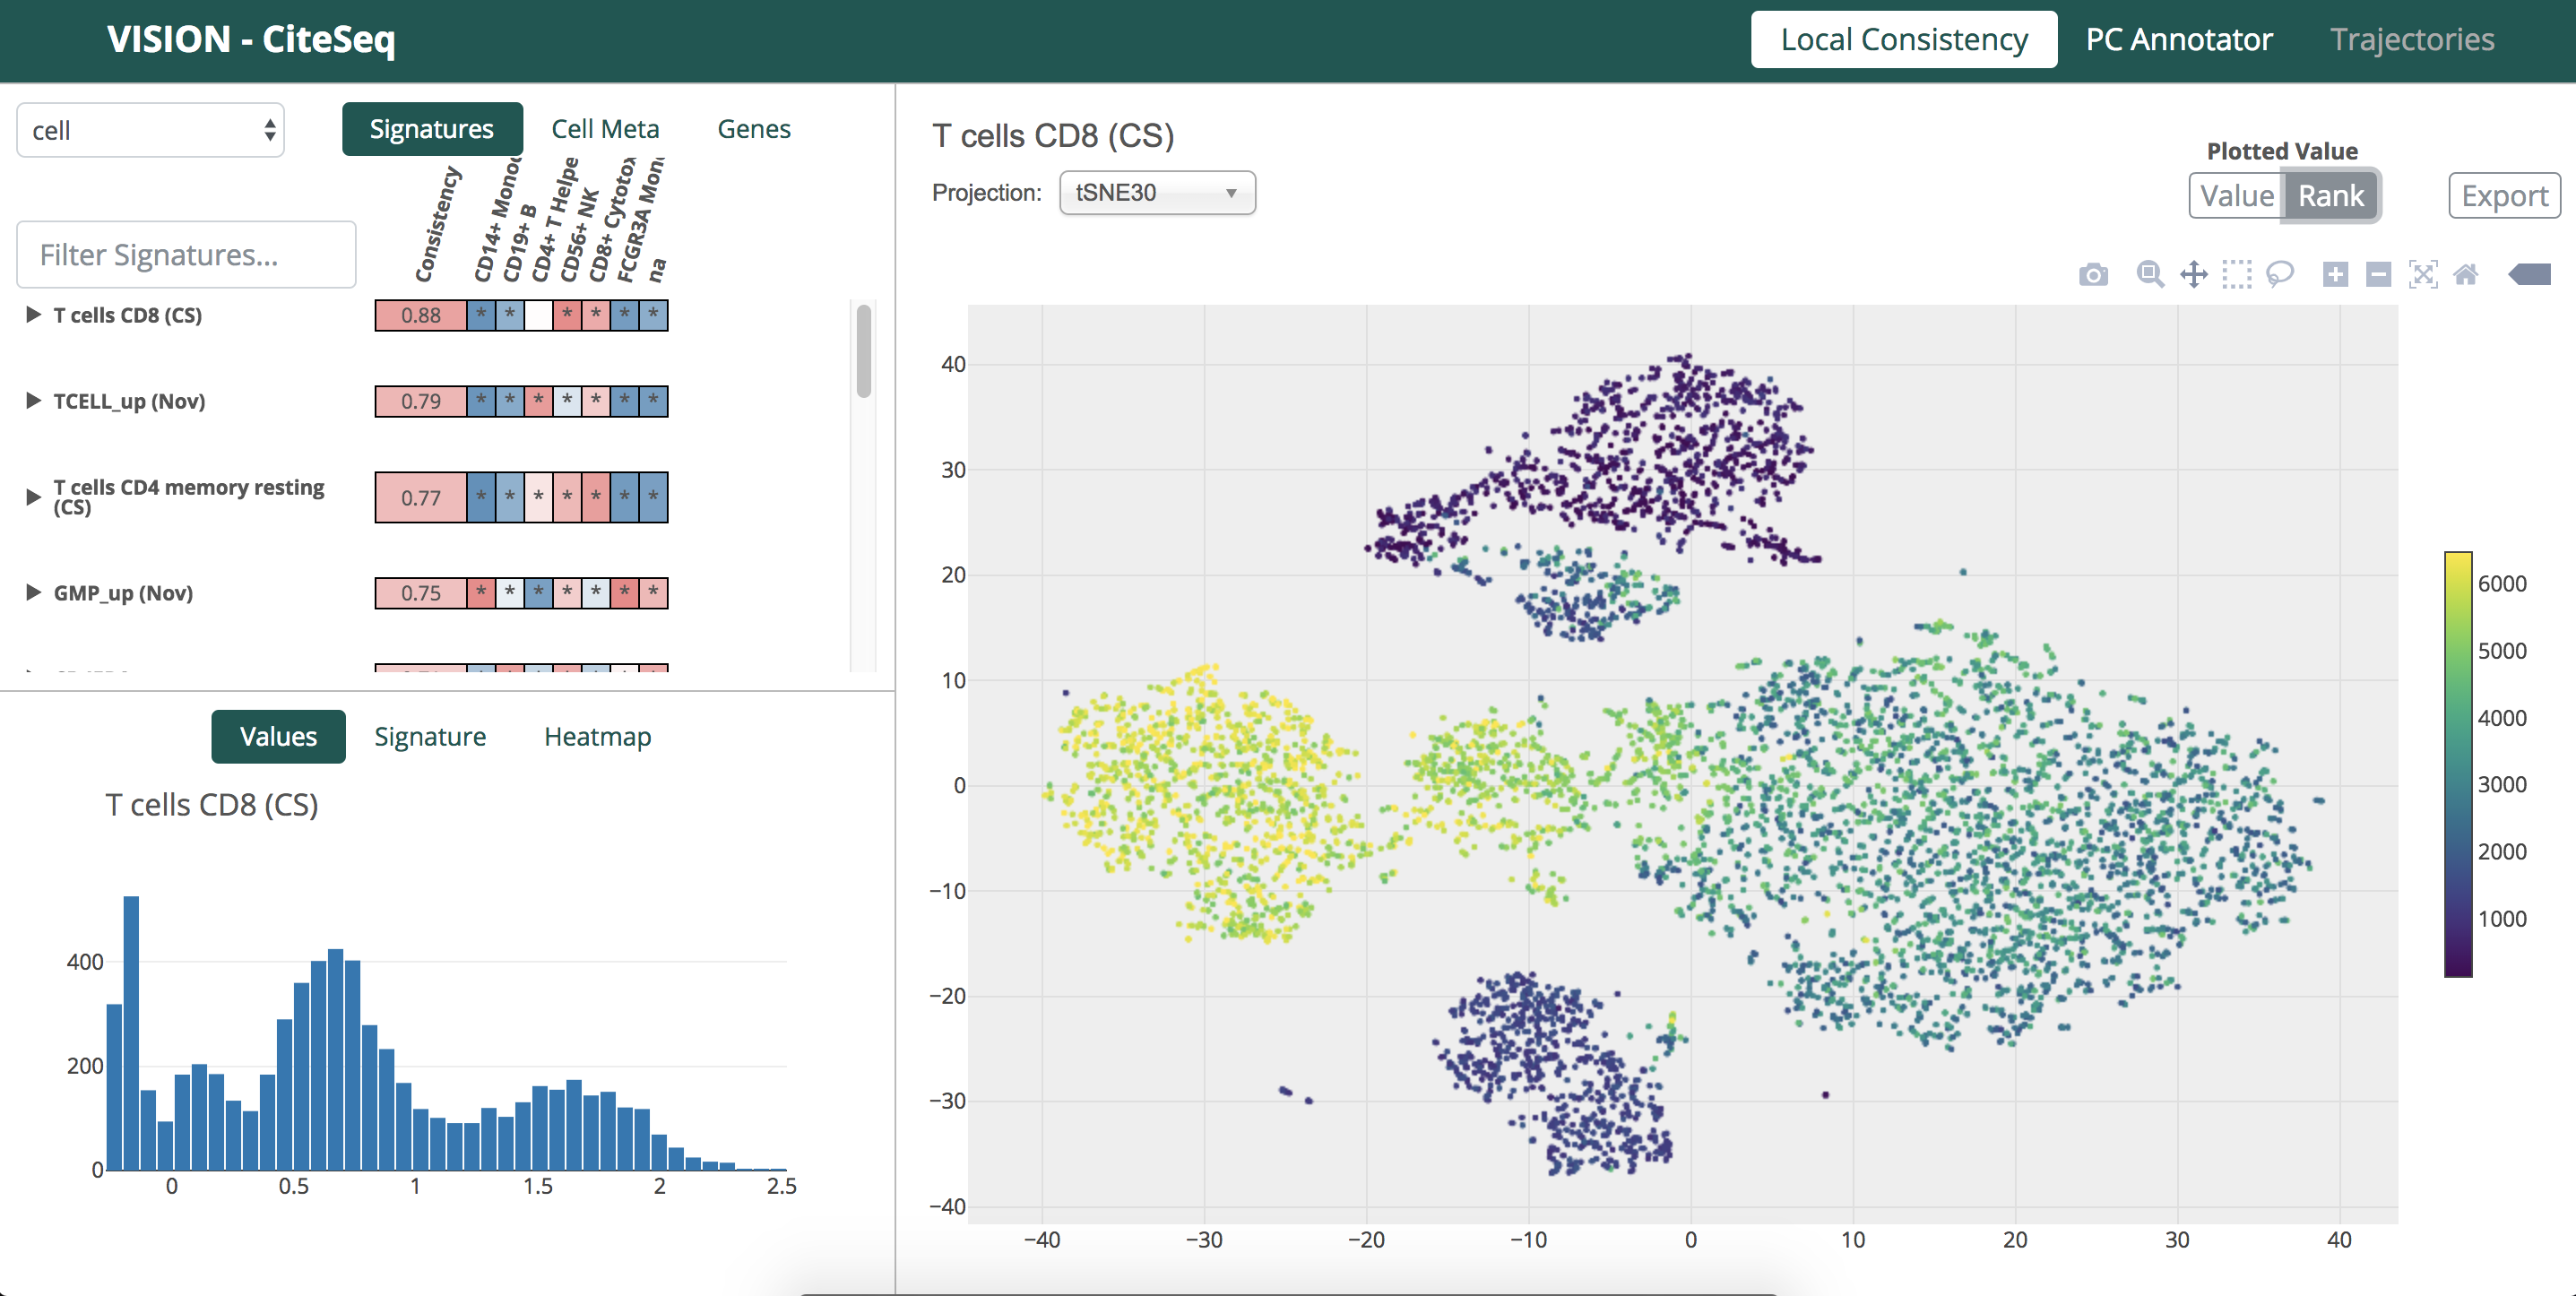 VISION - CiteSeq
Local Consistency
PC Annotator
Trajectories
cell
Signatures
Cell Meta
Genes
Filter Signatures...
Consistency
CD14+
CD19+ B
CD4+ T
CD56+ NK
CD8+
FCGR3A
na
T cells CD8 (CS)
0.88 * * * * * *
TCELL_up (Nov)
0.79 * * * * * * *
T cells CD4 memory resting
(CS)
0.77 * * * * * * *
GMP_up (Nov)
0.75 * * * * * * *
Values
Signature
Heatmap
T cells CD8 (CS)
400
200
0
0 0.5 1 1.5 2 2.5
T cells CD8 (CS)
Projection: tSNE30
Plotted Value
Value Rank
Export
40
30
20
10
0
−10
−20
−30
−40
−40 −30 −20 −10 0 10 20 30 40
6000
5000
4000
3000
2000
1000